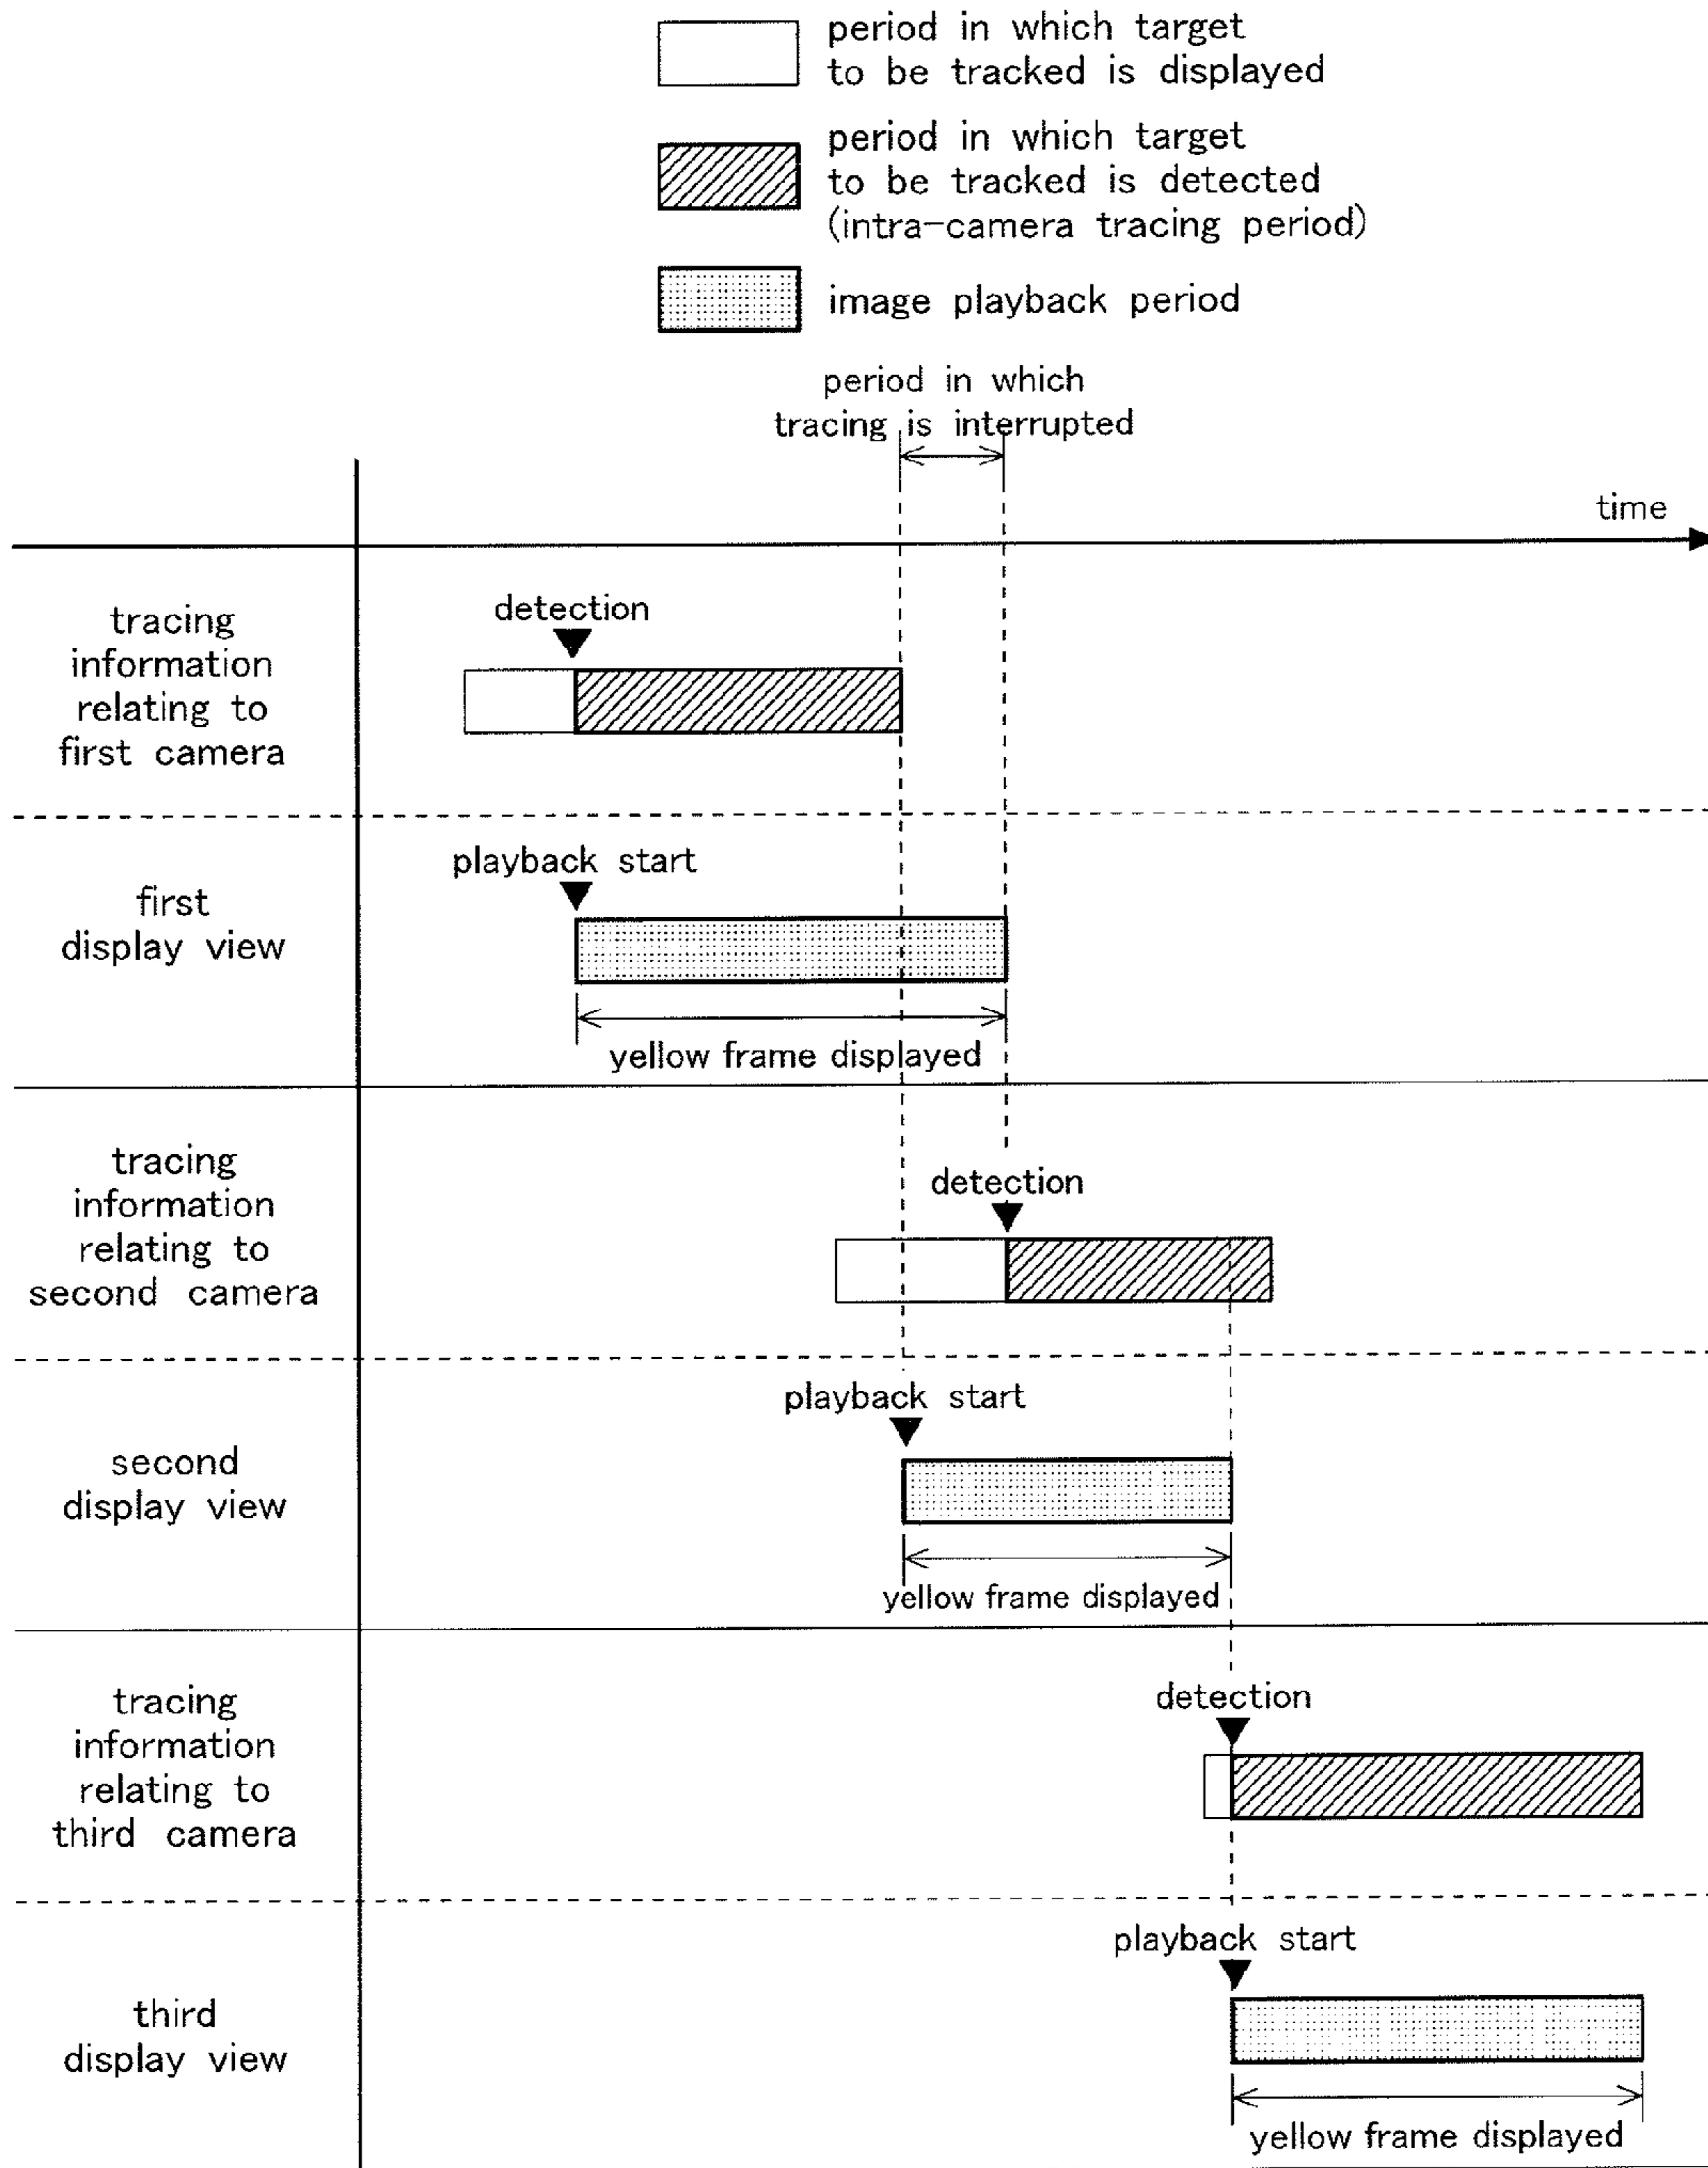 period in which target
to be tracked is displayed
period in which target
to be tracked is detected
(intra-camera tracing period)
image playback period
period in which
tracing is interrupted
time
tracing
information
relating to
first camera
detection
first
display view
playback start
yellow frame displayed
tracing
information
relating to
second camera
detection
second
display view
playback start
yellow frame displayed
tracing
information
relating to
third camera
detection
third
display view
playback start
yellow frame displayed